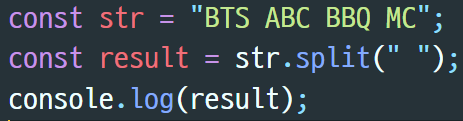 const str = "BTS ABC BBQ MC";
const result = str.split(" ");
console.log(result);